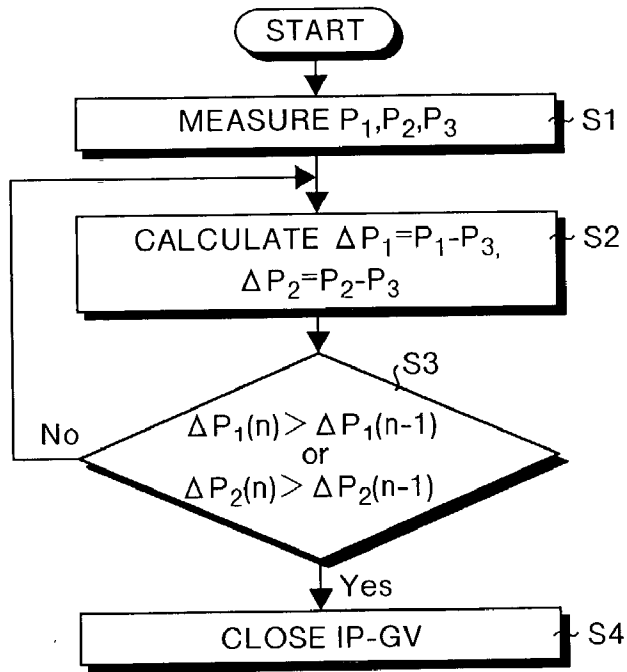 START
MEASURE P₁,P₂,P₃
S1
CALCULATE ΔP₁=P₁-P₃,
ΔP₂=P₂-P₃
S2
S3
ΔP₁(n)>ΔP₁(n-1)
or
ΔP₂(n)>ΔP₂(n-1)
No
Yes
CLOSE IP-GV
S4